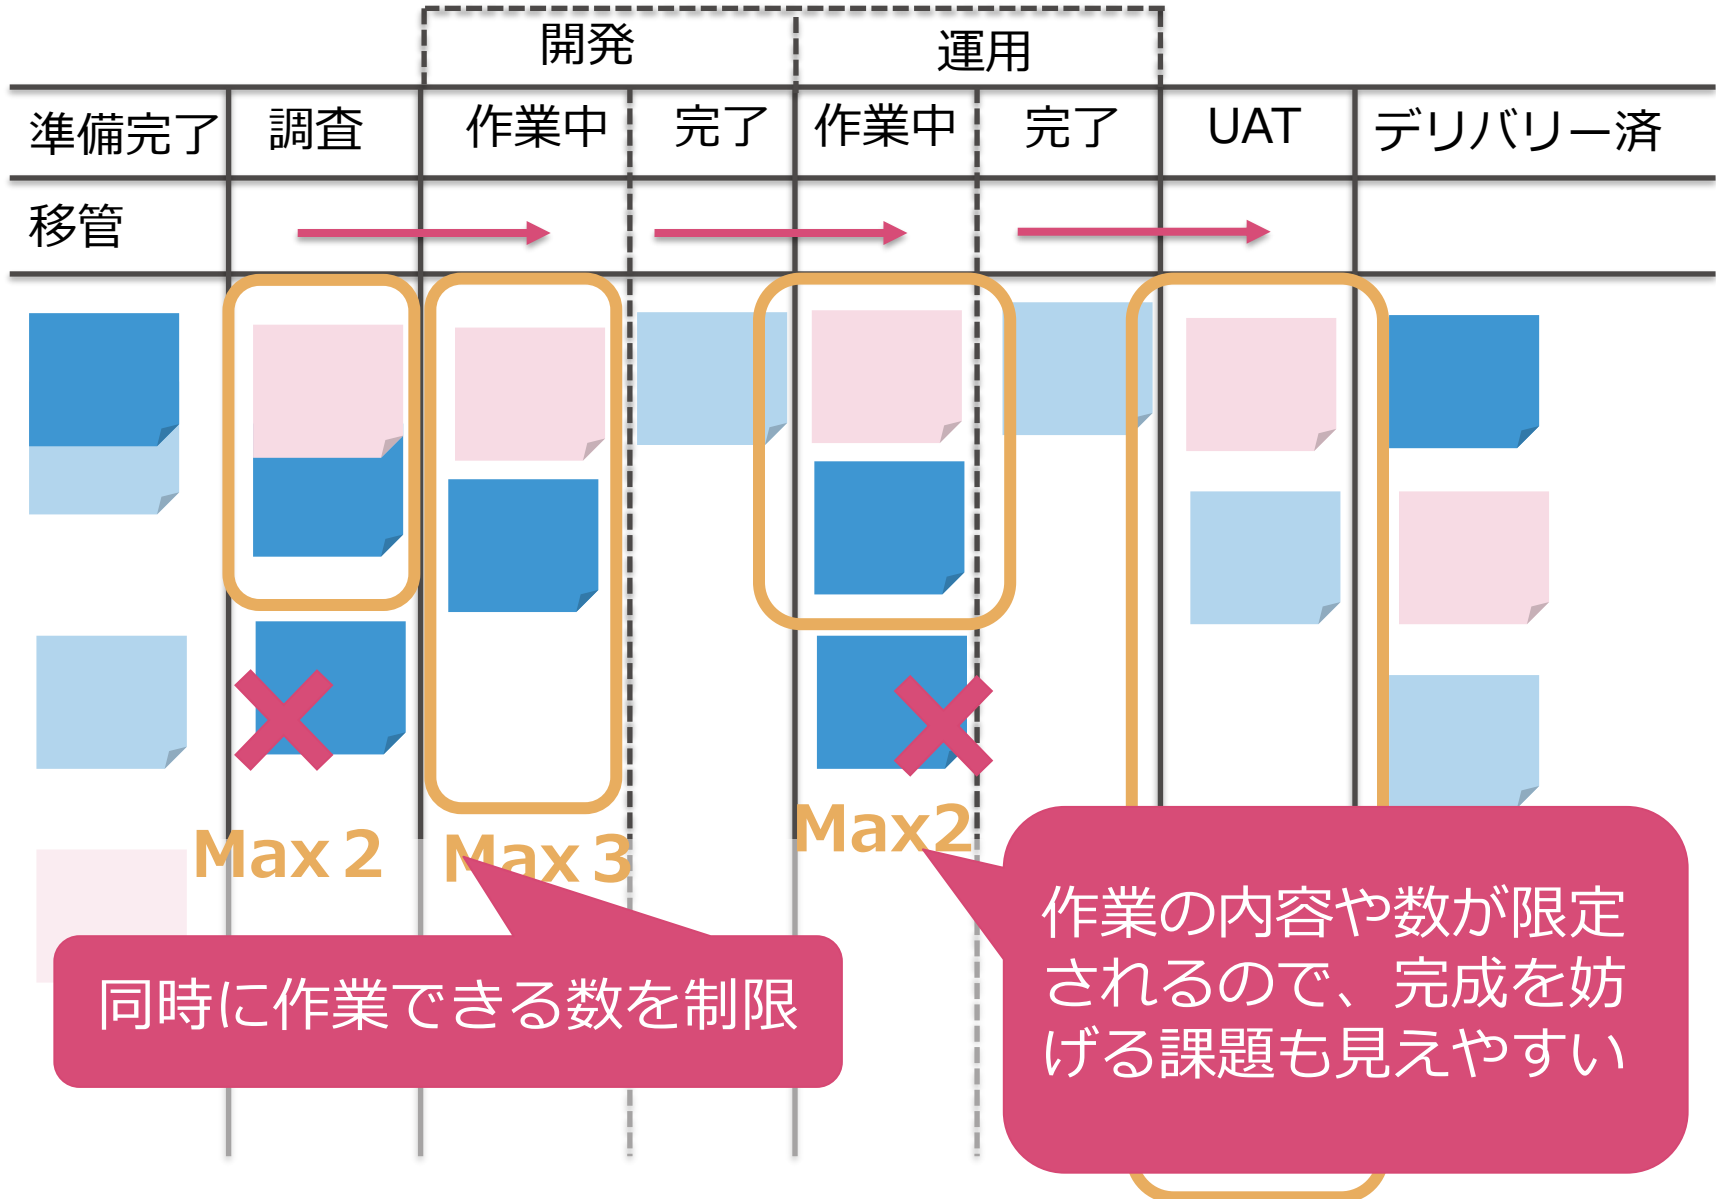 開発
運用
準備完了
調査
作業中
完了
作業中
完了
UAT
デリバリー済
移管
Max 2
Max 3
Max2
同時に作業できる数を制限
作業の内容や数が限定
されるので、完成を妨
げる課題も見えやすい